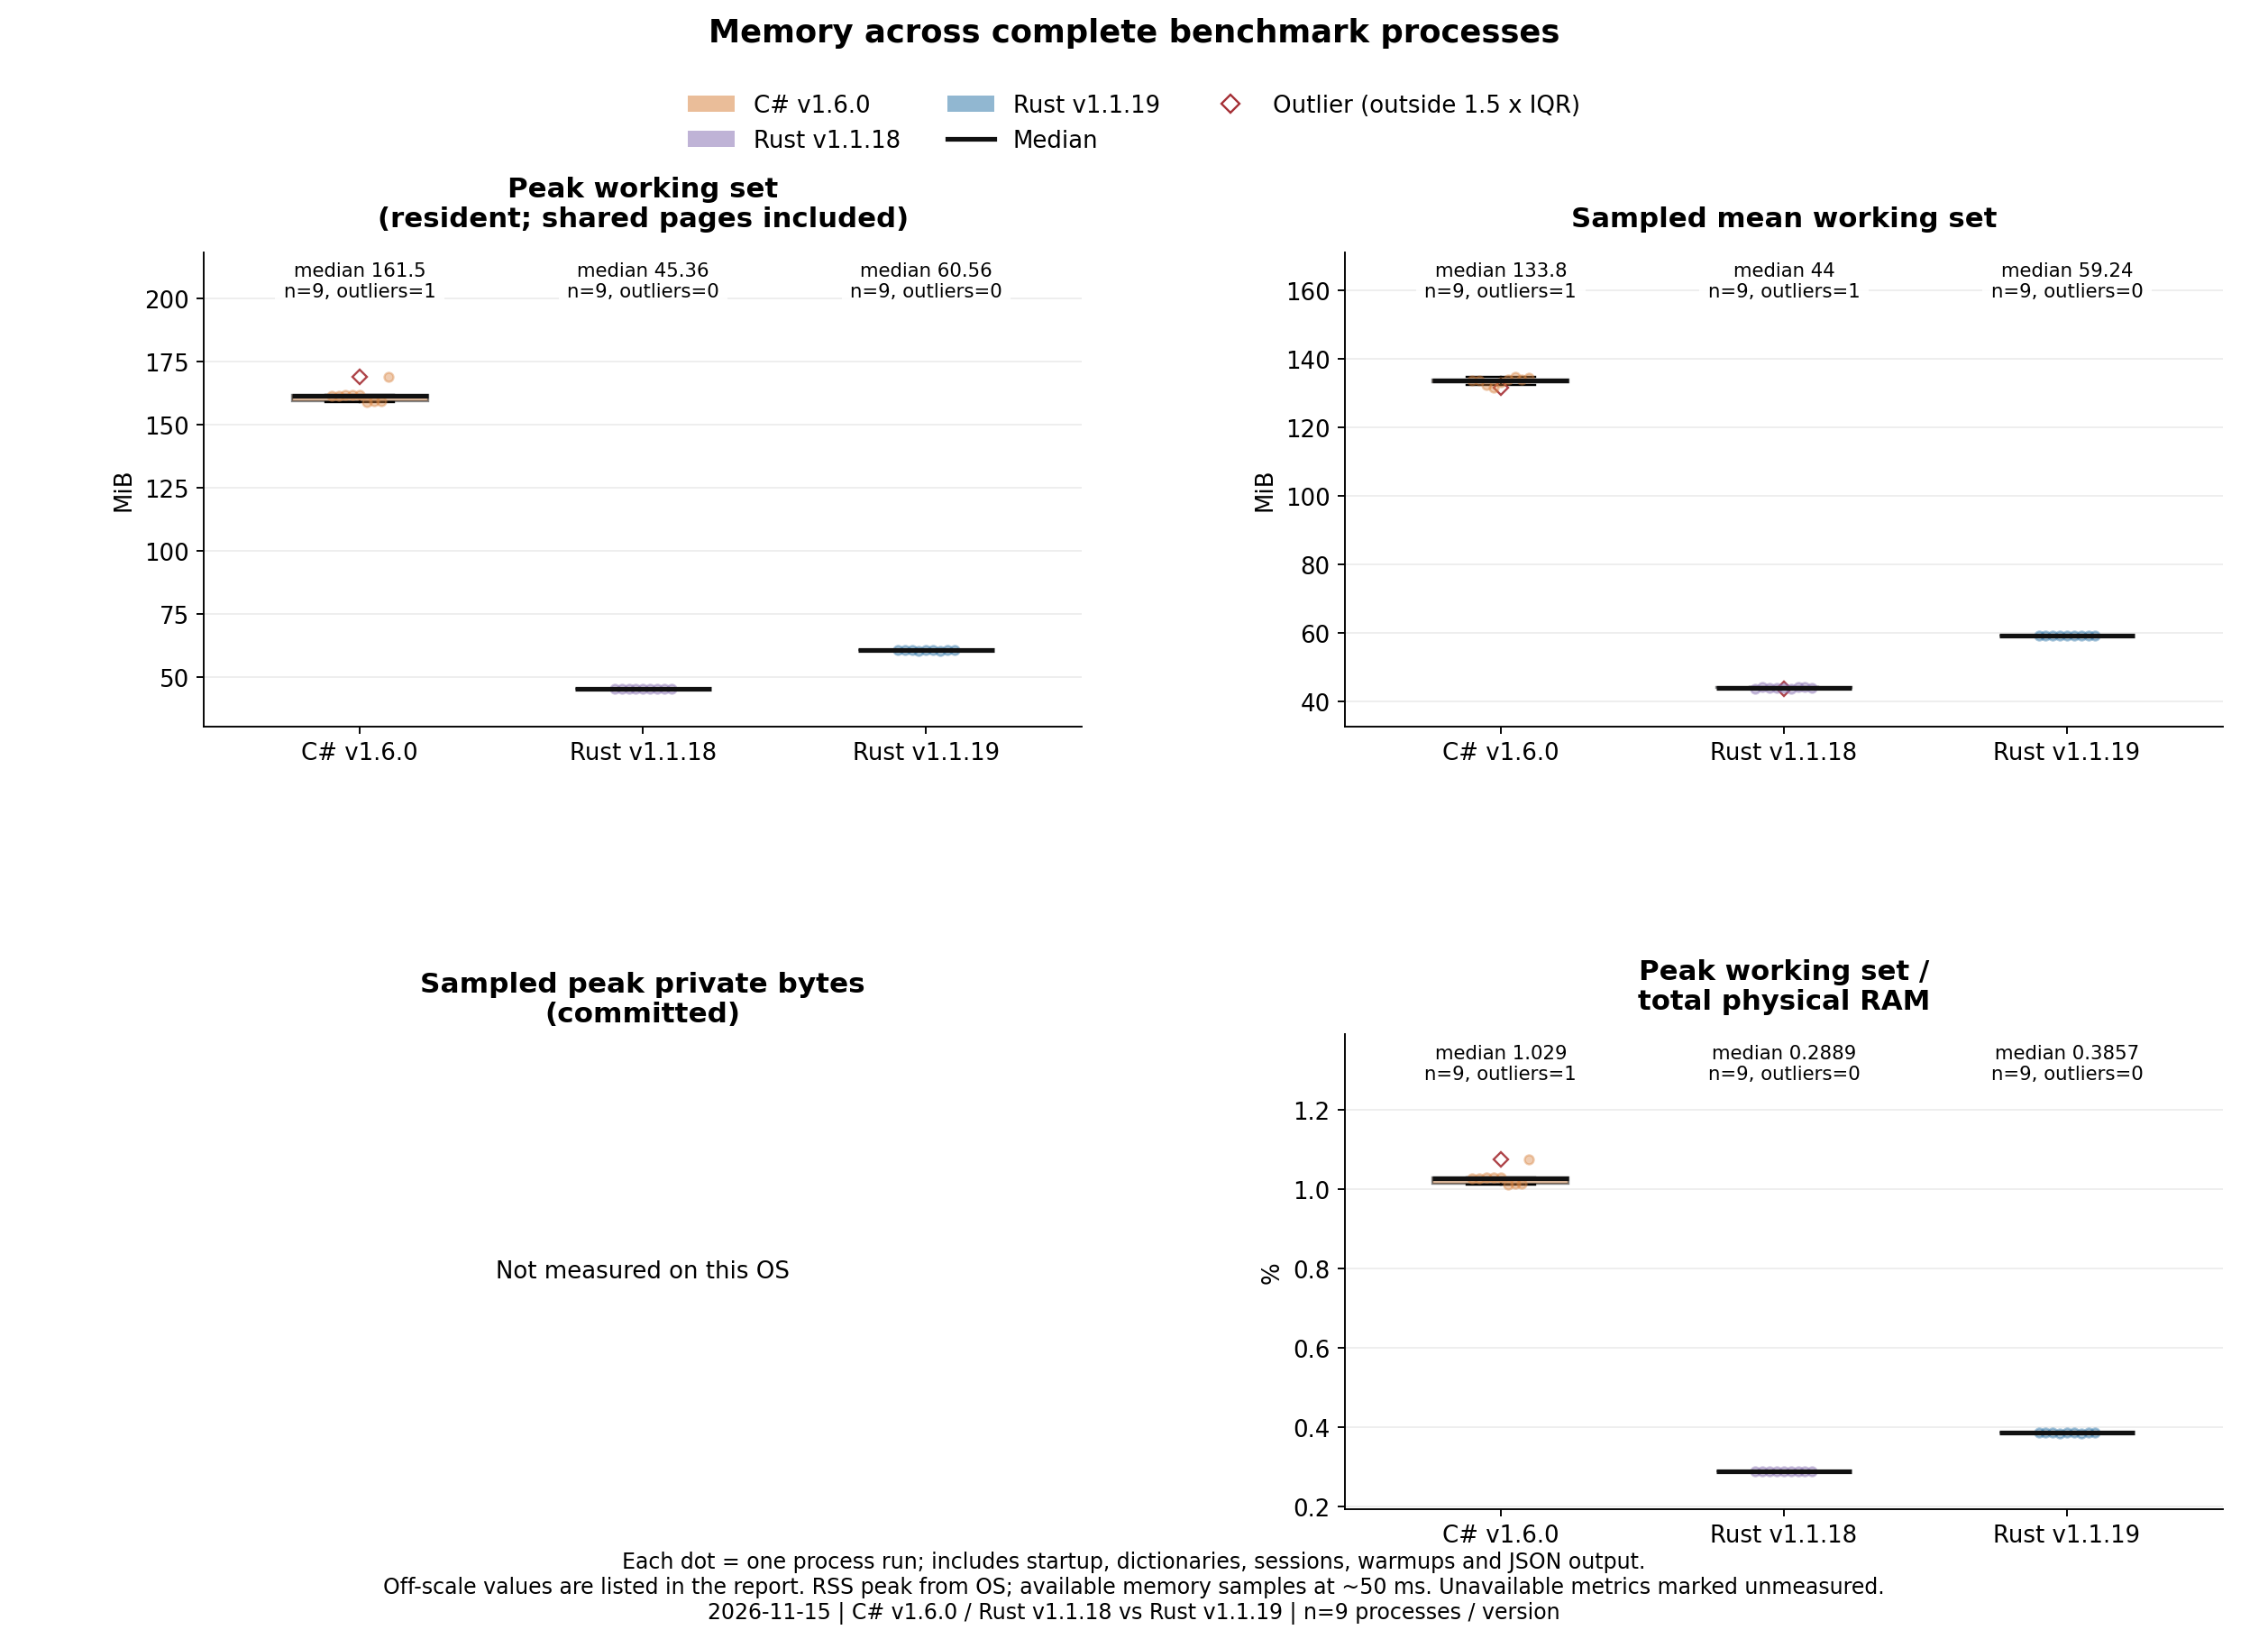 Memory across complete benchmark processes
C# v1.6.0
Rust v1.1.18
Rust v1.1.19
Median
Outlier (outside 1.5 x IQR)
Peak working set
(resident; shared pages included)
median 161.5
n=9, outliers=1
median 45.36
n=9, outliers=0
median 60.56
n=9, outliers=0
MiB
200
175
150
125
100
75
50
C# v1.6.0
Rust v1.1.18
Rust v1.1.19
Sampled mean working set
median 133.8
n=9, outliers=1
median 44
n=9, outliers=1
median 59.24
n=9, outliers=0
MiB
160
140
120
100
80
60
40
C# v1.6.0
Rust v1.1.18
Rust v1.1.19
Sampled peak private bytes
(committed)
Not measured on this OS
Peak working set /
total physical RAM
median 1.029
n=9, outliers=1
median 0.2889
n=9, outliers=0
median 0.3857
n=9, outliers=0
%
1.2
1.0
0.8
0.6
0.4
0.2
C# v1.6.0
Rust v1.1.18
Rust v1.1.19
Each dot = one process run; includes startup, dictionaries, sessions, warmups and JSON output.
Off-scale values are listed in the report. RSS peak from OS; available memory samples at ~50 ms. Unavailable metrics marked unmeasured.
2026-11-15 | C# v1.6.0 / Rust v1.1.18 vs Rust v1.1.19 | n=9 processes / version